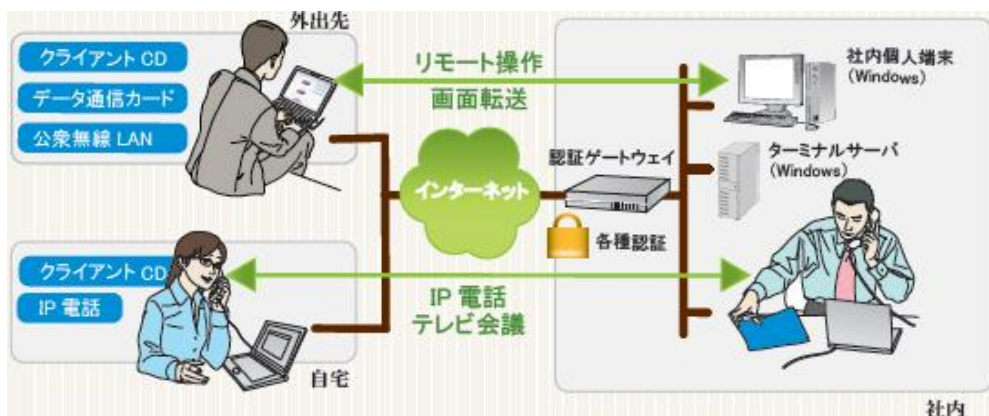 外出先
クライアント CD
データ通信カード
公衆無線 LAN
リモート操作
画面転送
社内個人端末
(Windows)
認証ゲートウェイ
ターミナルサーバ
(Windows)
インターネット
各種認証
クライアント CD
IP 電話
IP 電話
テレビ会議
自宅
社内